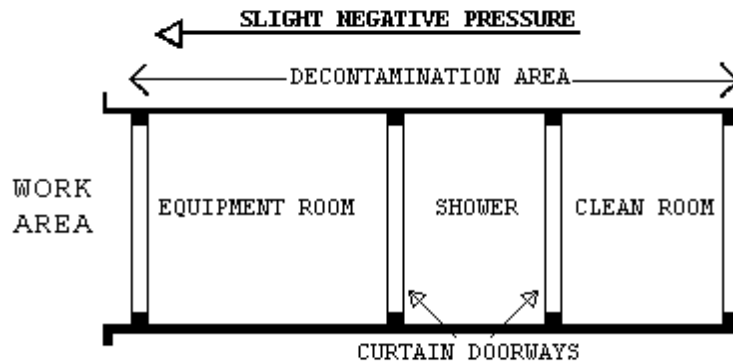 SLIGHT NEGATIVE PRESSURE
DECONTAMINATION AREA
WORK
AREA
EQUIPMENT ROOM
SHOWER
CLEAN ROOM
CURTAIN DOORWAYS